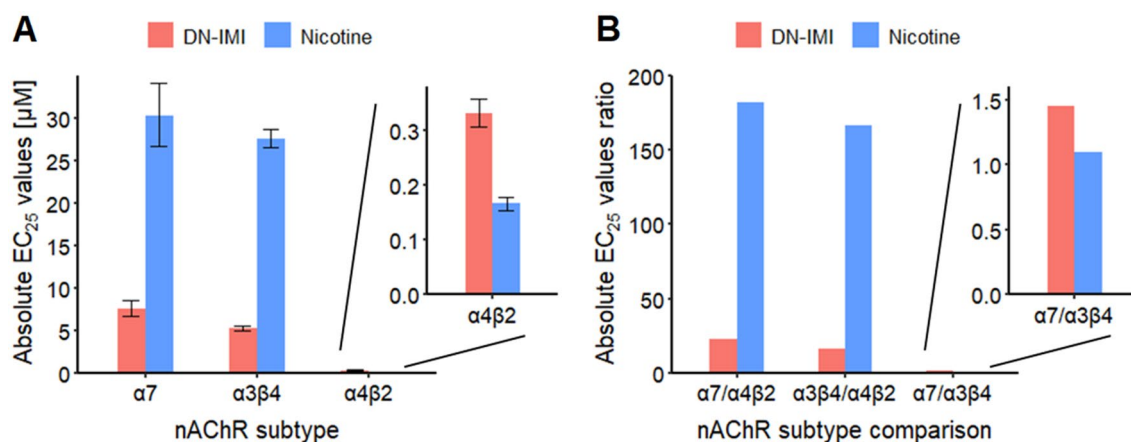 A
DN-IMI Nicotine
Absolute EC25 values [µM]
30
25
20
15
10
5
0
α7 α3β4 α4β2
nAChR subtype
0.3
0.2
0.1
0.0
α4β2
B
DN-IMI Nicotine
Absolute EC25 values ratio
200
150
100
50
0
α7/α4β2 α3β4/α4β2 α7/α3β4
nAChR subtype comparison
1.5
1.0
0.5
0.0
α7/α3β4